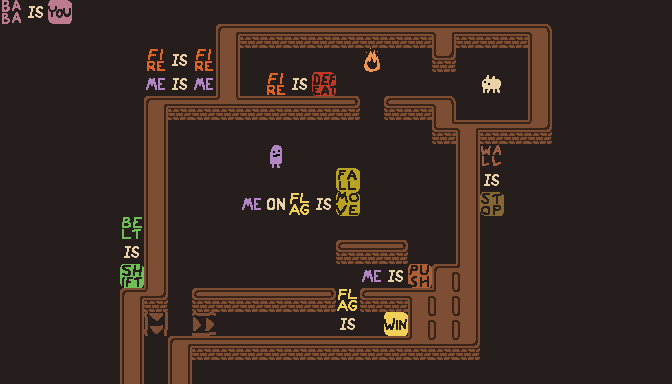 BABA IS YOU
FIRE IS FIRE
ME IS ME
FIRE IS DEFEAT
WALL
IS
STOP
FALL
ME ON FLAG IS MOVE
BELT
IS
SHIFT
ME IS PUSH
FLAG
IS WIN